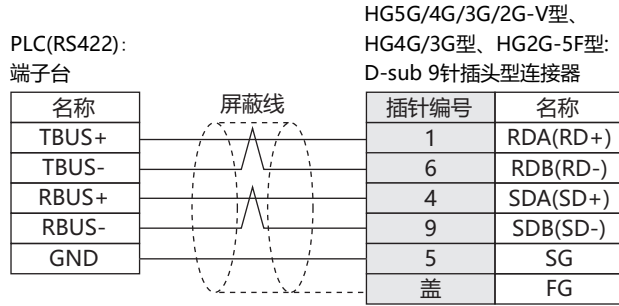 HG5G/4G/3G/2G-V型、
PLC(RS422)：
HG4G/3G型、HG2G-5F型:
端子台
D-sub 9针插头型连接器
名称 屏蔽线 插针编号 名称
TBUS+ 1 RDA(RD+)
TBUS- 6 RDB(RD-)
RBUS+ 4 SDA(SD+)
RBUS- 9 SDB(SD-)
GND 5 SG
盖 FG